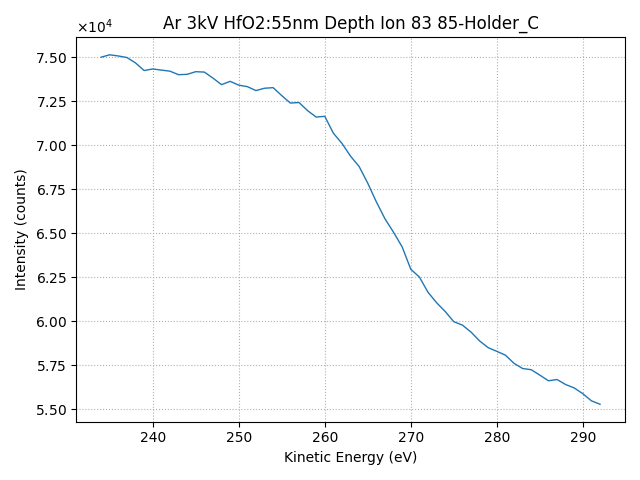 Ar 3kV HfO2:55nm Depth Ion 83 85-Holder_C
×10⁴
7.50
7.25
7.00
6.75
6.50
6.25
6.00
5.75
5.50
Intensity (counts)
240 250 260 270 280 290
Kinetic Energy (eV)